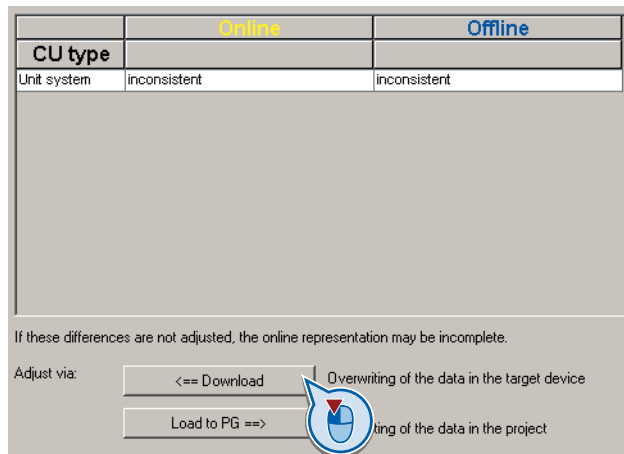 Online Offline
CU type
Unit system inconsistent inconsistent
If these differences are not adjusted, the online representation may be incomplete.
Adjust via: <== Download Overwriting of the data in the target device
Load to PG ==> ting of the data in the project